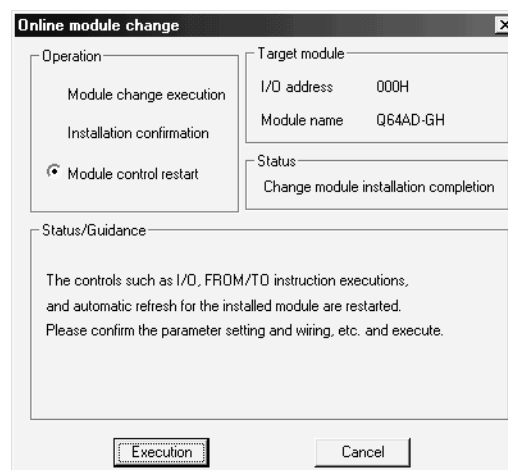 Online module change
Operation
Module change execution
Installation confirmation
Module control restart
Target module
I/O address 000H
Module name Q64AD-GH
Status
Change module installation completion
Status/Guidance
The controls such as I/O, FROM/TO instruction executions,
and automatic refresh for the installed module are restarted.
Please confirm the parameter setting and wiring, etc. and execute.
Execution Cancel